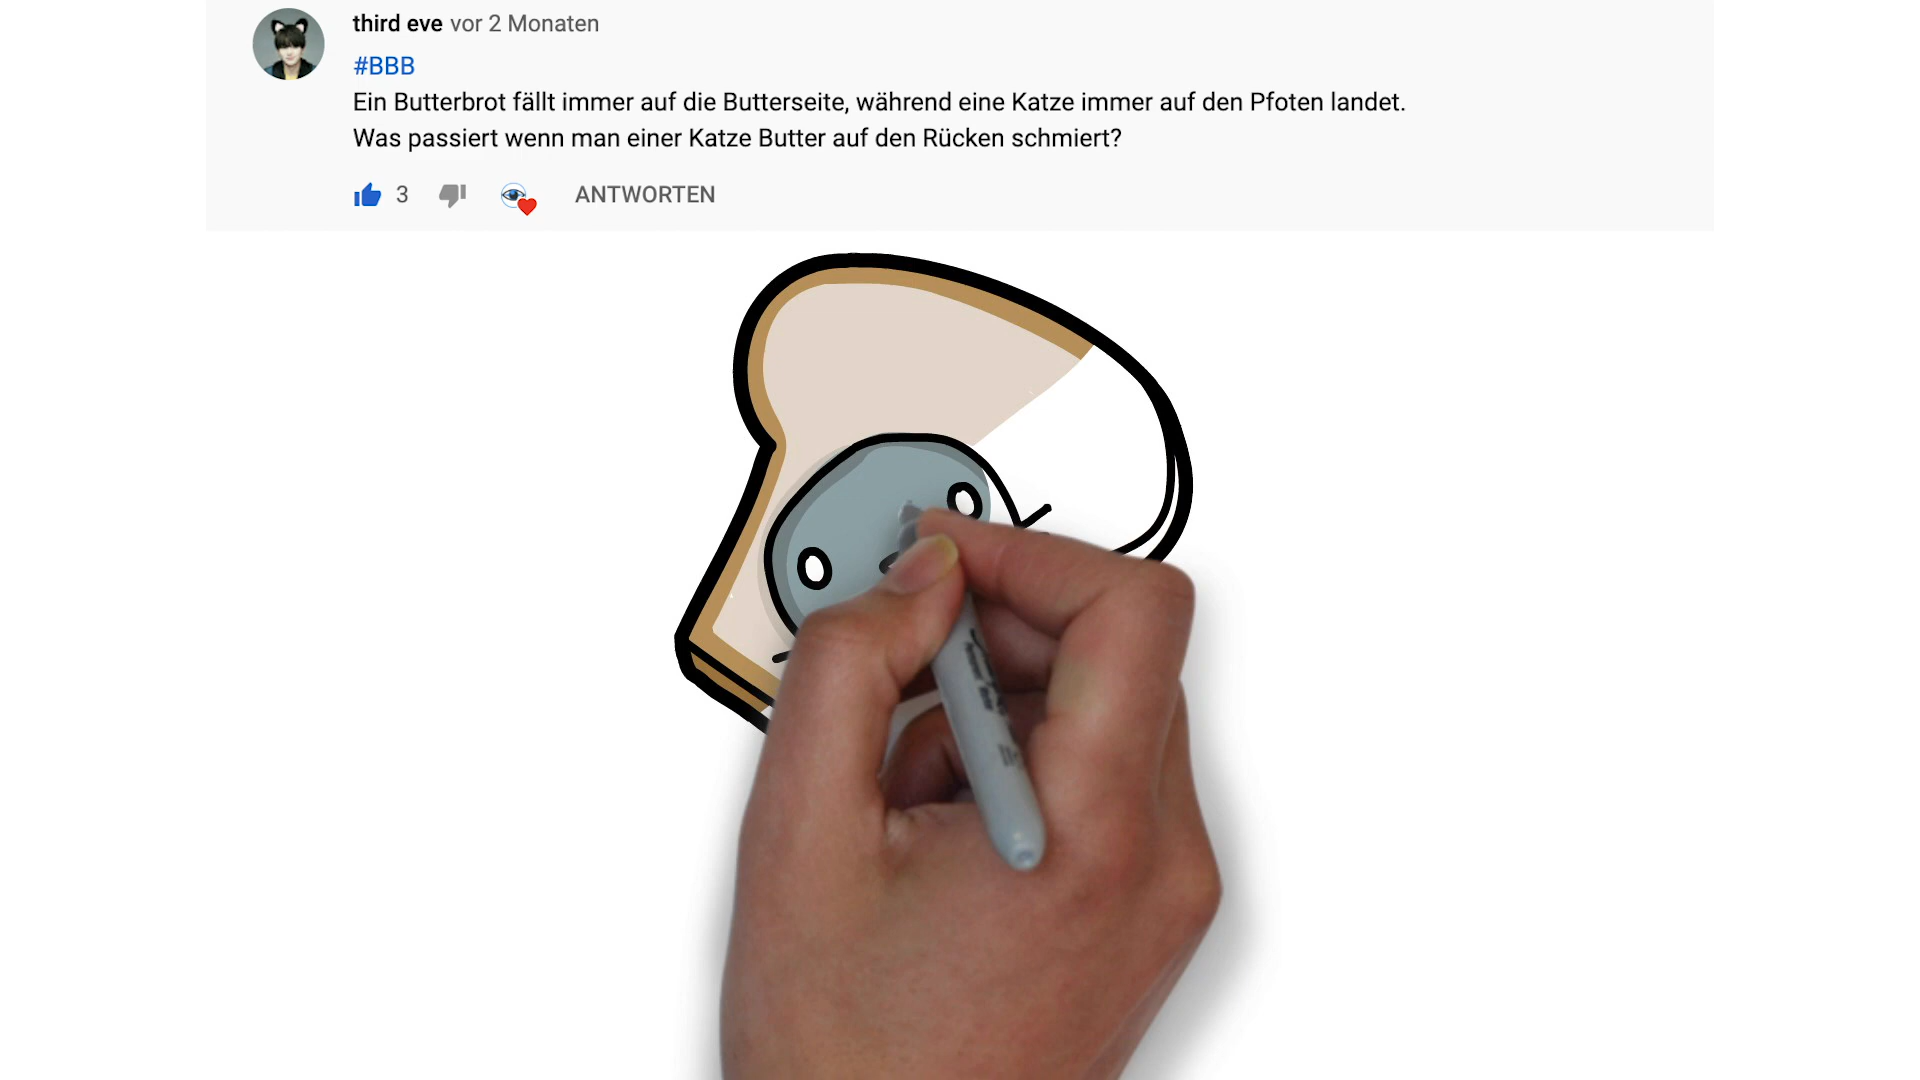 third eve vor 2 Monaten
#BBB
Ein Butterbrot fällt immer auf die Butterseite, während eine Katze immer auf den Pfoten landet.
Was passiert wenn man einer Katze Butter auf den Rücken schmiert?
3 ANTWORTEN